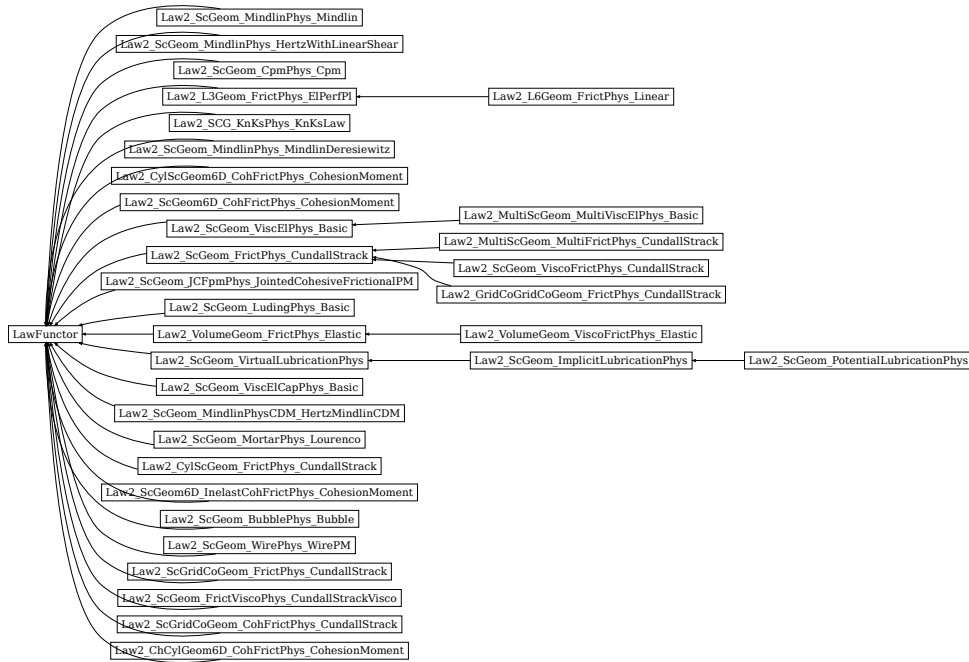 Law2_ScGeom_MindlinPhys_Mindlin
Law2_ScGeom_MindlinPhys_HertzWithLinearShear
Law2_ScGeom_CpmPhys_Cpm
Law2_L3Geom_FrictPhys_ElPerfPl
Law2_L6Geom_FrictPhys_Linear
Law2_SCG_KnKsPhys_KnKsLaw
Law2_ScGeom_MindlinPhys_MindlinDeresiewitz
Law2_CylScGeom6D_CohFrictPhys_CohesionMoment
Law2_ScGeom6D_CohFrictPhys_CohesionMoment
Law2_MultiScGeom_MultiViscElPhys_Basic
Law2_ScGeom_ViscElPhys_Basic
Law2_MultiScGeom_MultiFrictPhys_CundallStrack
Law2_ScGeom_FrictPhys_CundallStrack
Law2_ScGeom_ViscoFrictPhys_CundallStrack
Law2_ScGeom_JCFpmPhys_JointedCohesiveFrictionalPM
Law2_GridCoGridCoGeom_FrictPhys_CundallStrack
Law2_ScGeom_LudingPhys_Basic
LawFunctor
Law2_VolumeGeom_FrictPhys_Elastic
Law2_VolumeGeom_ViscoFrictPhys_Elastic
Law2_ScGeom_VirtualLubricationPhys
Law2_ScGeom_ImplicitLubricationPhys
Law2_ScGeom_PotentialLubricationPhys
Law2_ScGeom_ViscElCapPhys_Basic
Law2_ScGeom_MindlinPhysCDM_HertzMindlinCDM
Law2_ScGeom_MortarPhys_Lourenco
Law2_CylScGeom_FrictPhys_CundallStrack
Law2_ScGeom6D_InelastCohFrictPhys_CohesionMoment
Law2_ScGeom_BubblePhys_Bubble
Law2_ScGeom_WirePhys_WirePM
Law2_ScGridCoGeom_FrictPhys_CundallStrack
Law2_ScGeom_FrictViscoPhys_CundallStrackVisco
Law2_ScGridCoGeom_CohFrictPhys_CundallStrack
Law2_ChCylGeom6D_CohFrictPhys_CohesionMoment